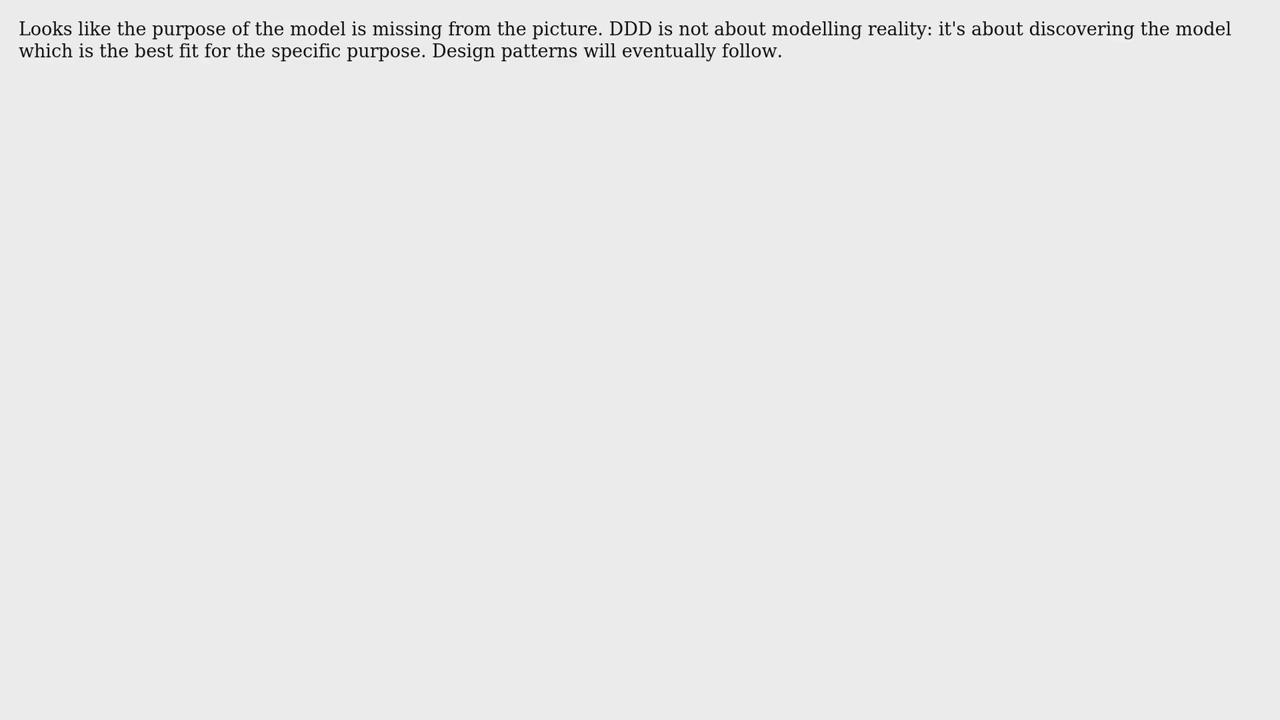 Looks like the purpose of the model is missing from the picture. DDD is not about modelling reality: it's about discovering the model
which is the best fit for the specific purpose. Design patterns will eventually follow.